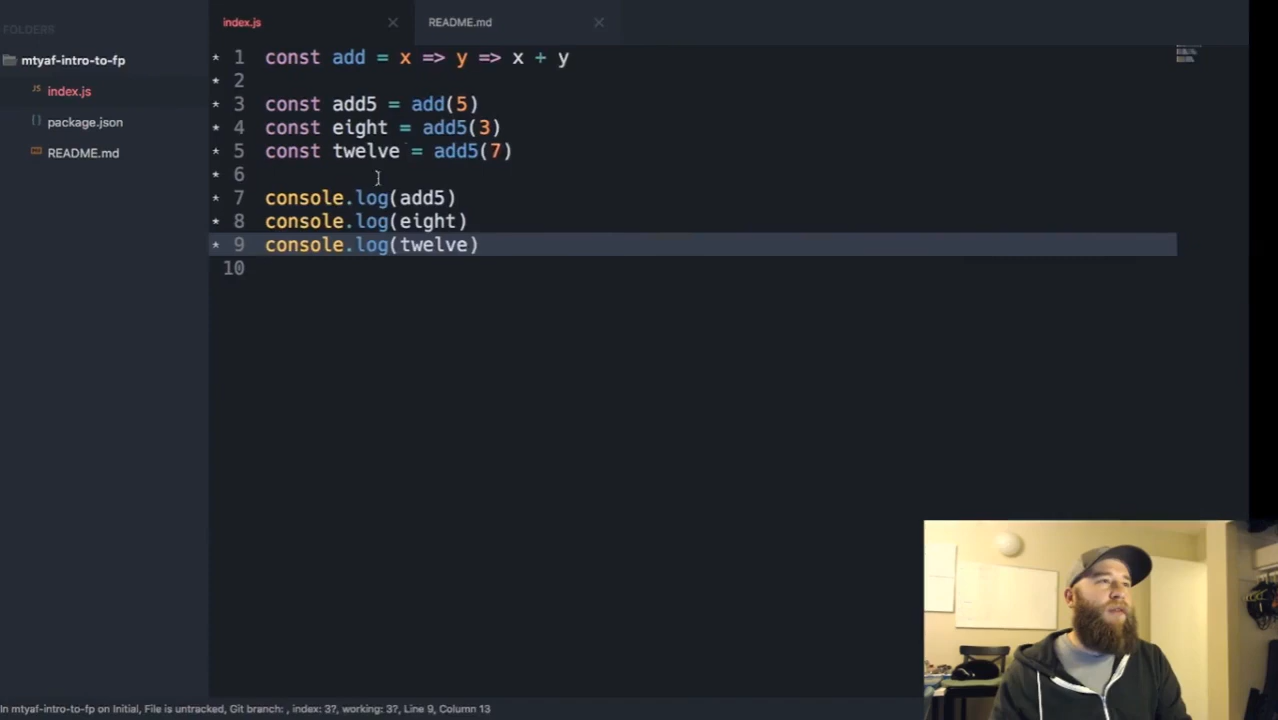 FOLDERS
mtyaf-intro-to-fp
index.js
package.json
README.md
index.js
README.md
* 1 const add = x => y => x + y
* 2
* 3 const add5 = add(5)
* 4 const eight = add5(3)
* 5 const twelve = add5(7)
* 6
* 7 console.log(add5)
* 8 console.log(eight)
* 9 console.log(twelve)
10
In mtyaf-intro-to-fp on Initial, File is untracked, Git branch: , index: 3?, working: 3?, Line 9, Column 13